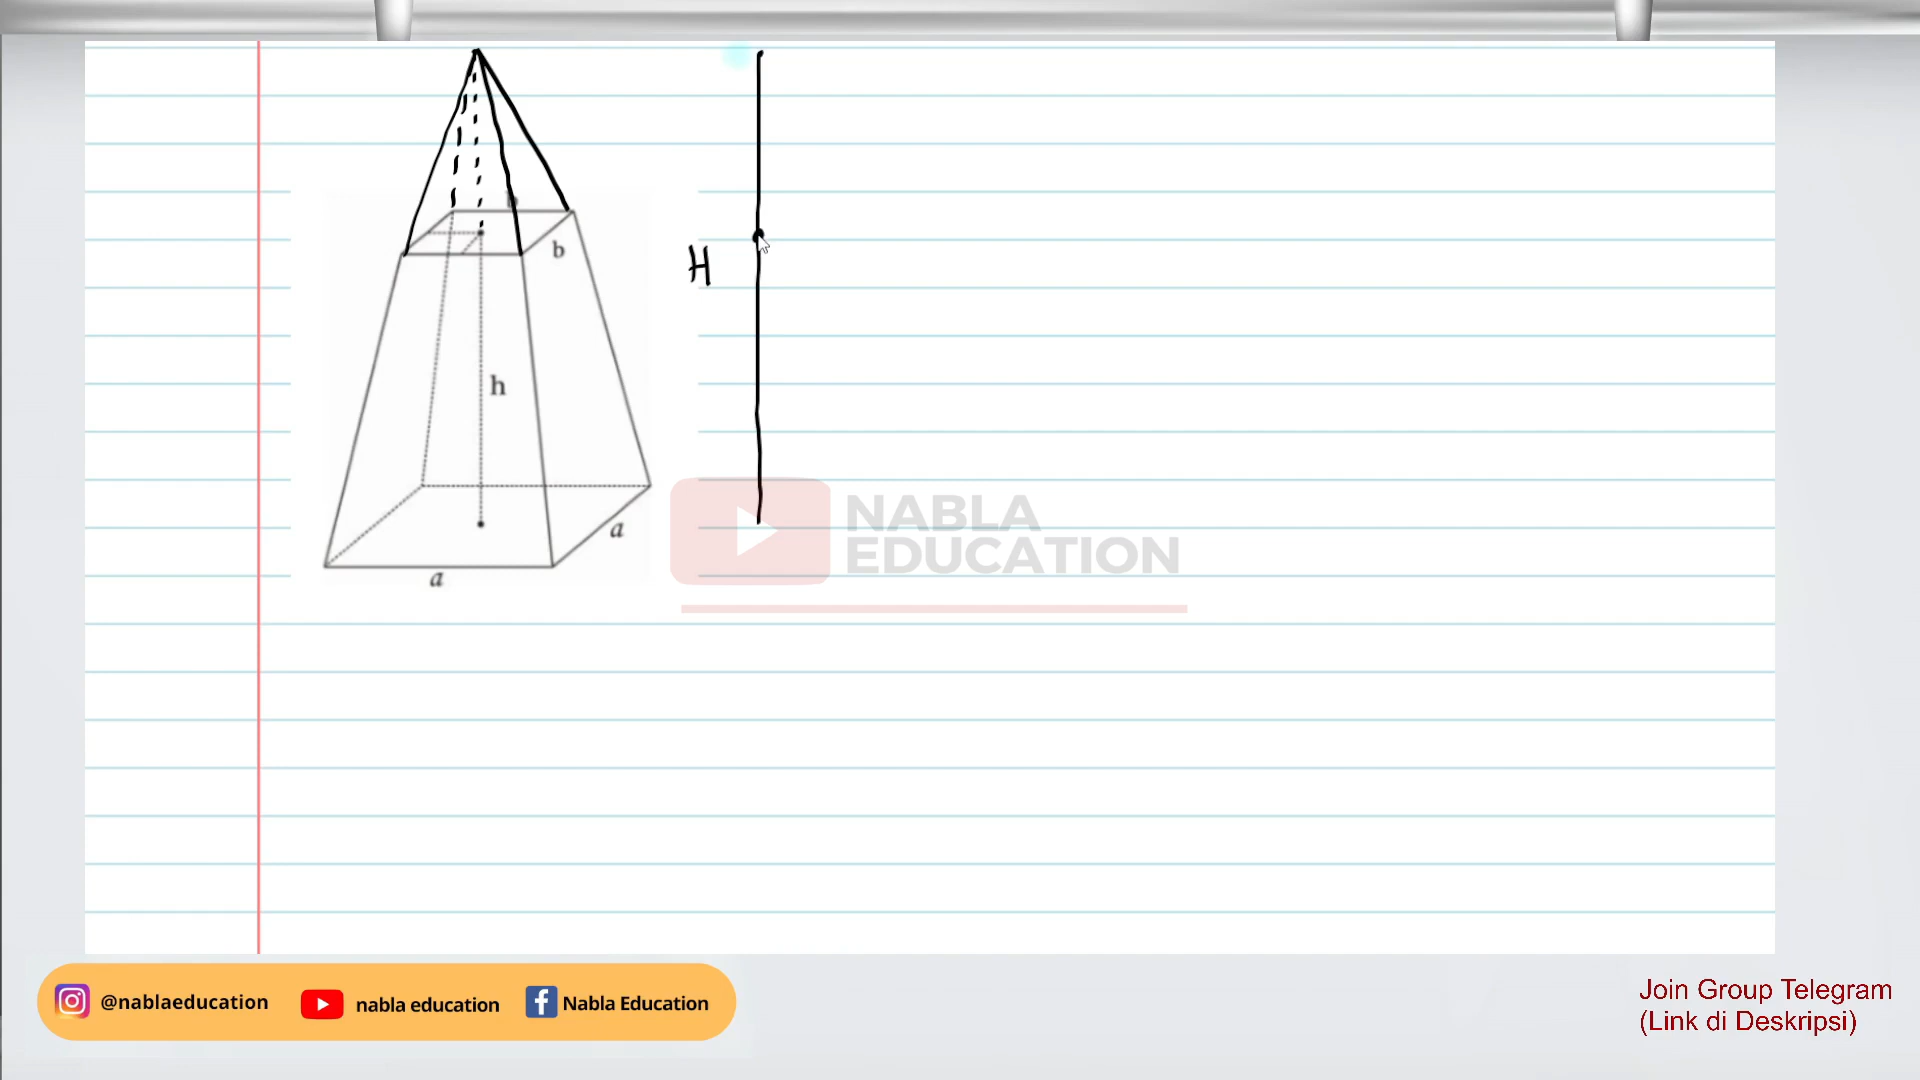 b
b
H
h
a
a
NABLA
EDUCATION
@nablaeducation
nabla education
Nabla Education
Join Group Telegram
(Link di Deskripsi)